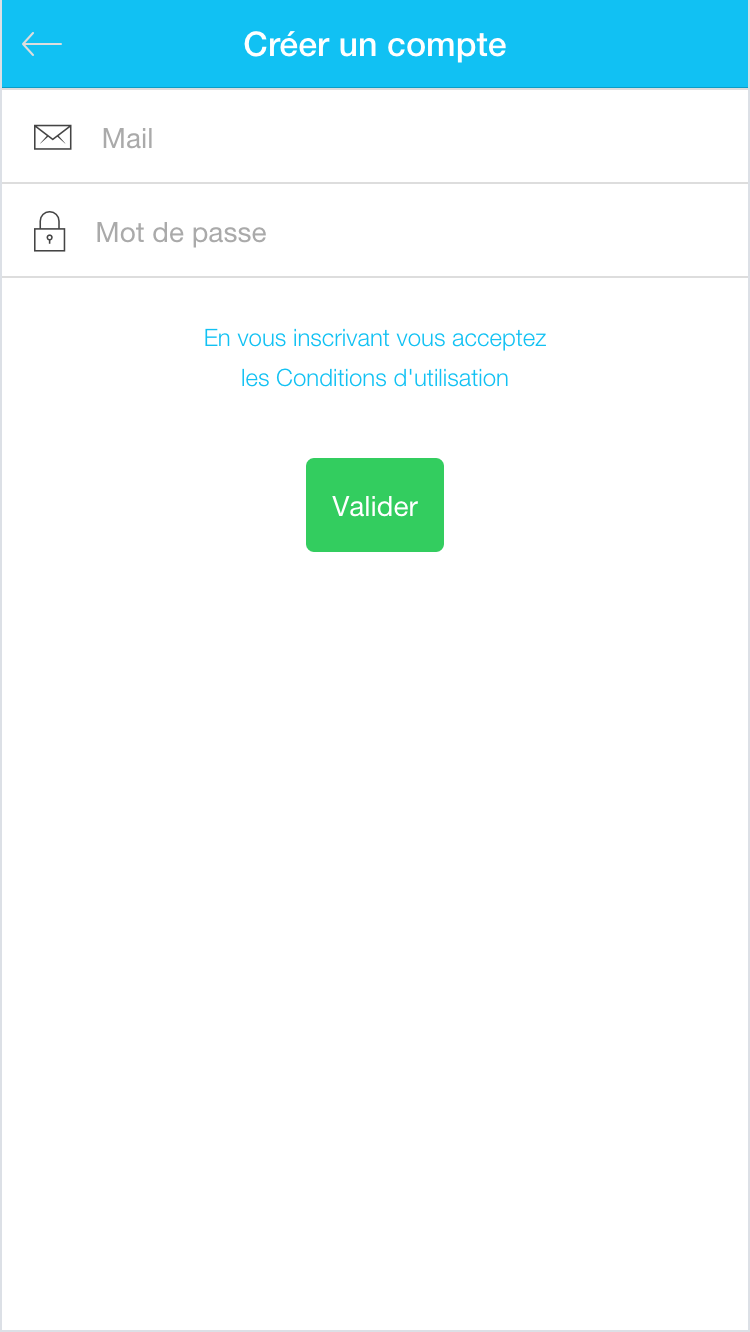 Créer un compte
Mail
Mot de passe
En vous inscrivant vous acceptez
les Conditions d'utilisation
Valider